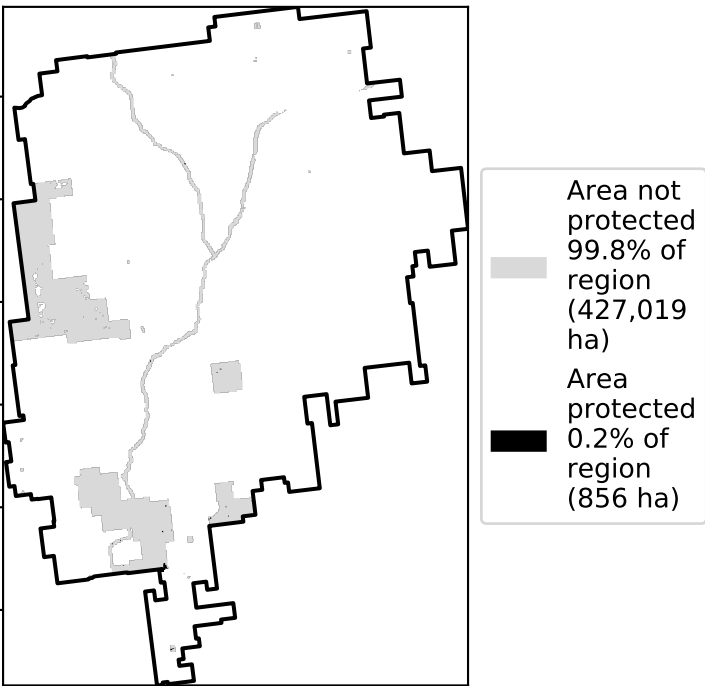 Area not
protected
99.8% of
region
(427,019
ha)
Area
protected
0.2% of
region
(856 ha)